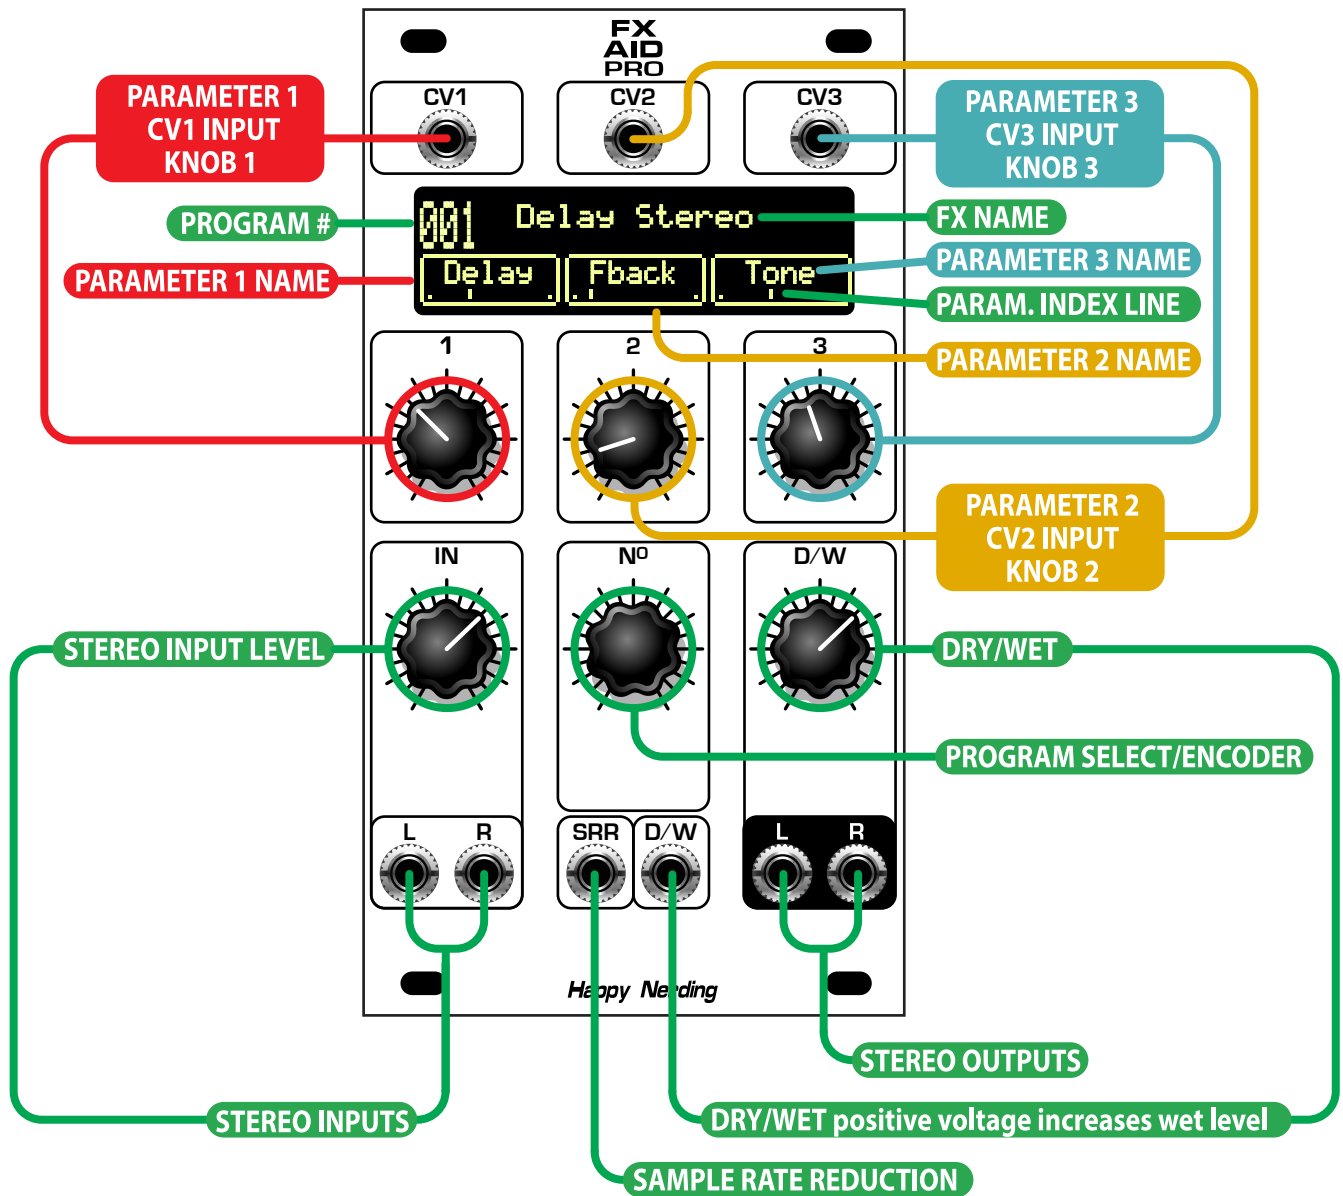 FX
AID
PRO
CV1
CV2
CV3
PARAMETER 1
CV1 INPUT
KNOB 1
PARAMETER 3
CV3 INPUT
KNOB 3
PROGRAM #
001
Delay Stereo
FX NAME
PARAMETER 1 NAME
Delay
Fback
Tone
PARAMETER 3 NAME
PARAM. INDEX LINE
PARAMETER 2 NAME
1
2
3
PARAMETER 2
CV2 INPUT
KNOB 2
IN
Nº
D/W
STEREO INPUT LEVEL
DRY/WET
PROGRAM SELECT/ENCODER
L
R
SRR
D/W
L
R
Happy Nerding
STEREO OUTPUTS
STEREO INPUTS
DRY/WET positive voltage increases wet level
SAMPLE RATE REDUCTION